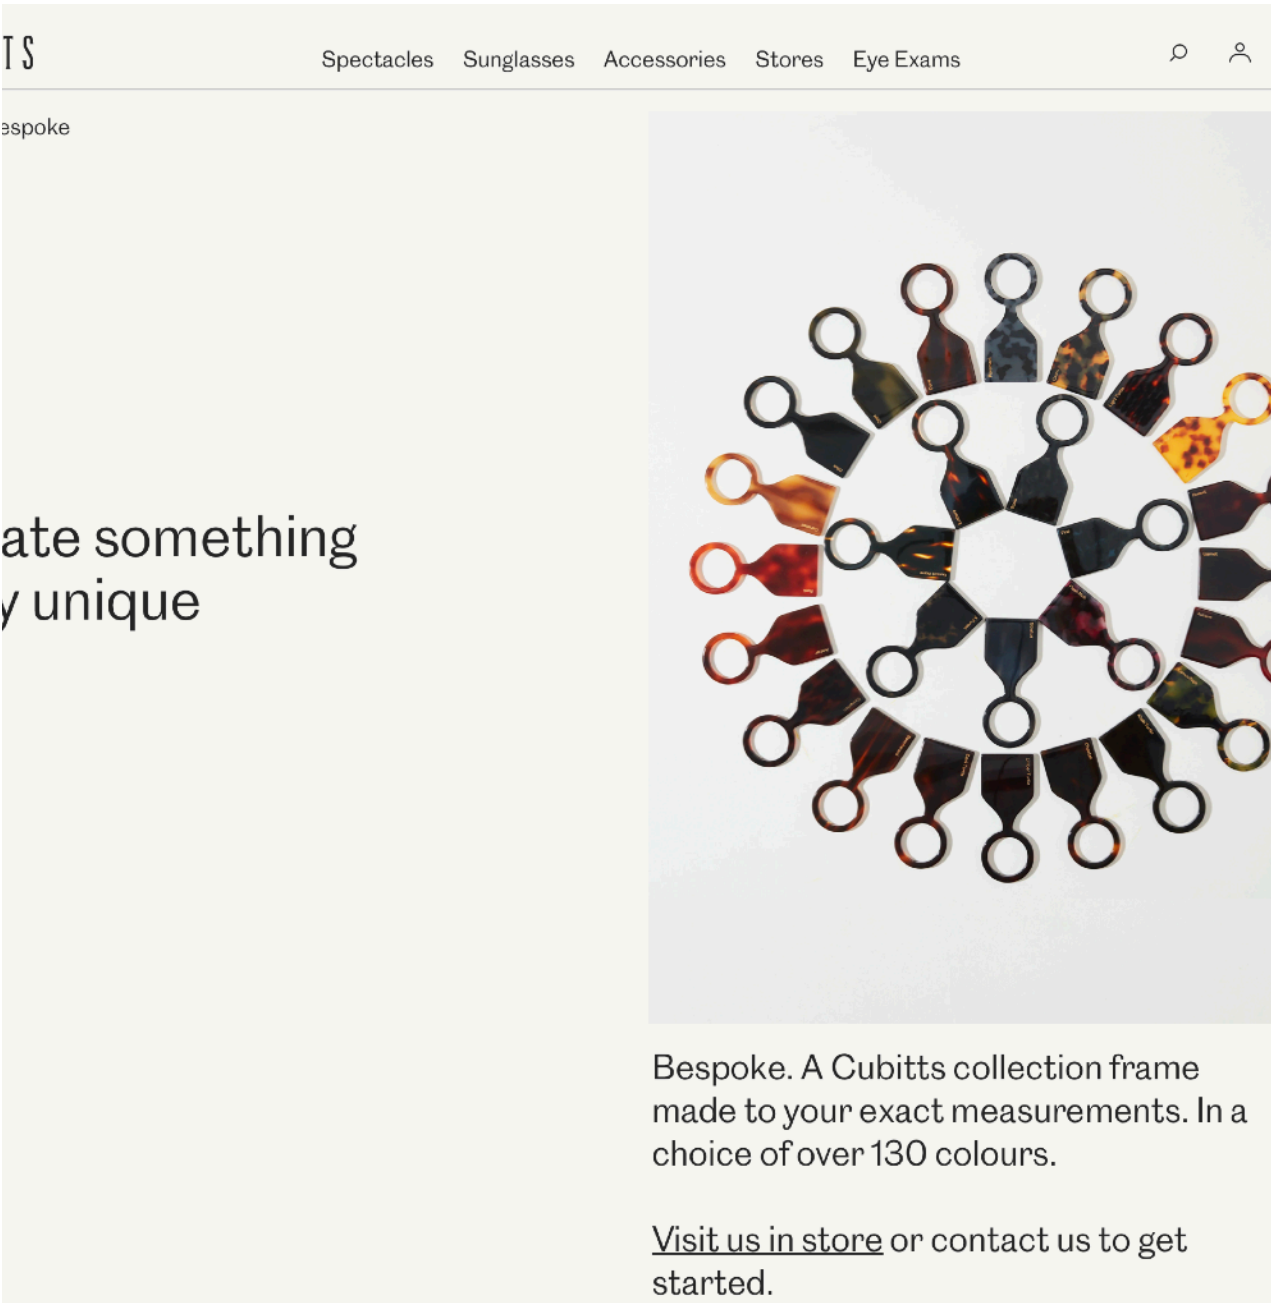 TS
Spectacles Sunglasses Accessories Stores Eye Exams
espoke
ate something
y unique
Bespoke. A Cubitts collection frame
made to your exact measurements. In a
choice of over 130 colours.
Visit us in store or contact us to get
started.